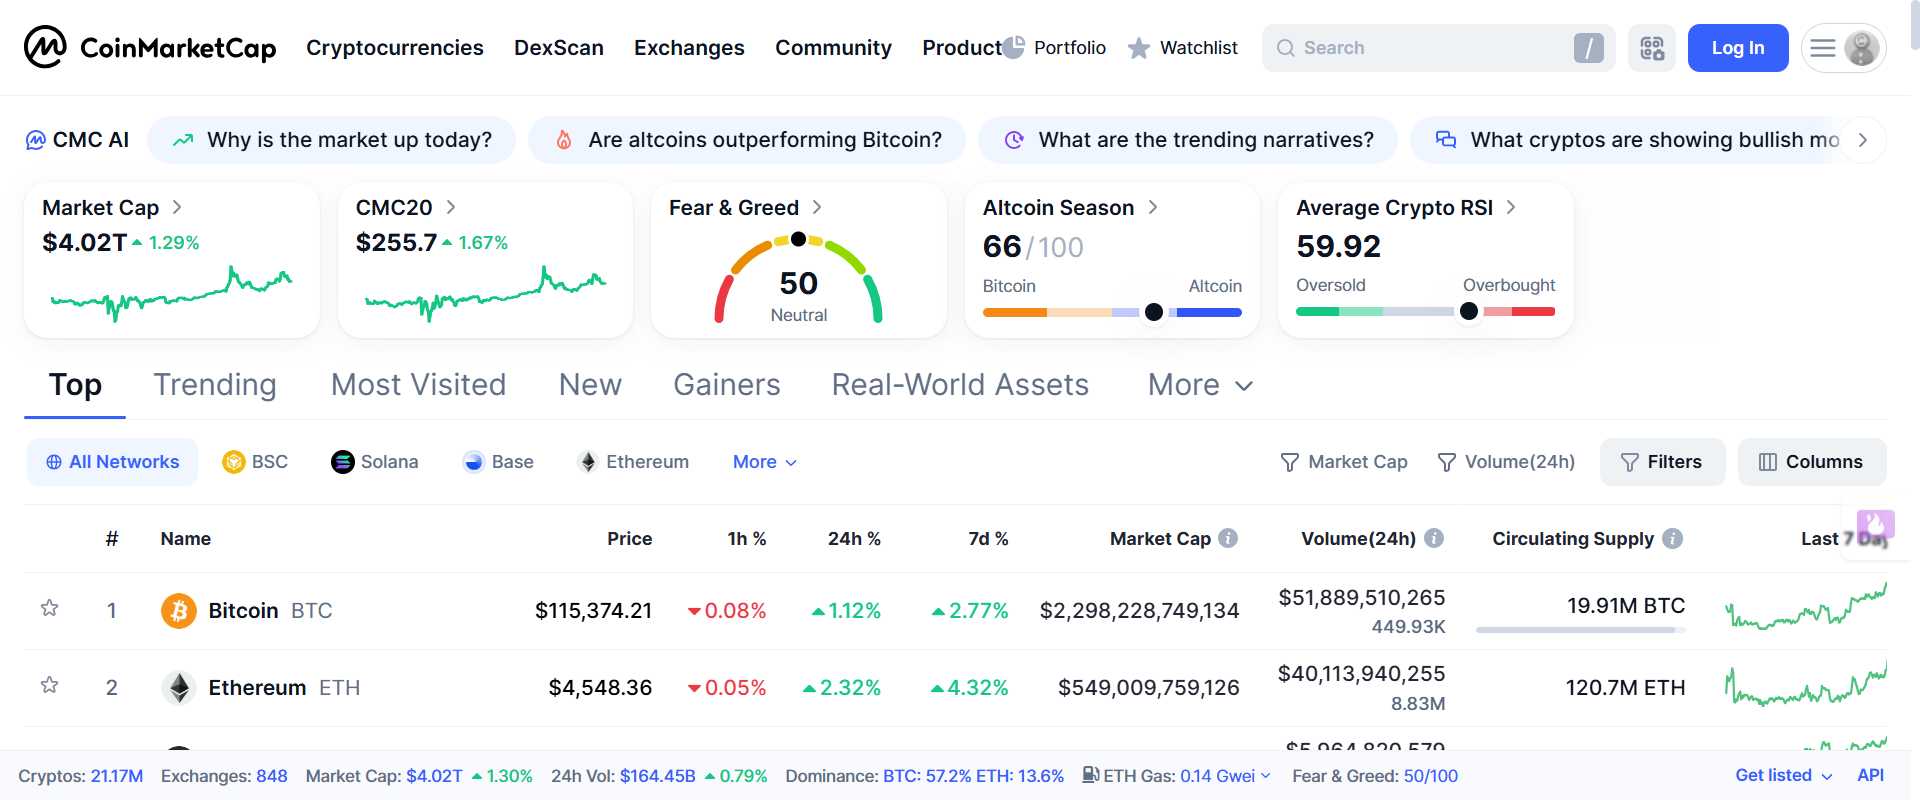 CoinMarketCap Cryptocurrencies DexScan Exchanges Community Product Portfolio Watchlist Search / Log In
CMC AI Why is the market up today? Are altcoins outperforming Bitcoin? What are the trending narratives? What cryptos are showing bullish mo
Market Cap
$4.02T 1.29%
CMC20
$255.7 1.67%
Fear & Greed
50
Neutral
Altcoin Season
66/100
Bitcoin Altcoin
Average Crypto RSI
59.92
Oversold Overbought
Top Trending Most Visited New Gainers Real-World Assets More
All Networks BSC Solana Base Ethereum More Market Cap Volume(24h) Filters Columns
# Name Price 1h % 24h % 7d % Market Cap Volume(24h) Circulating Supply Last 7 Day
1 Bitcoin BTC $115,374.21 0.08% 1.12% 2.77% $2,298,228,749,134 $51,889,510,265 19.91M BTC
449.93K
2 Ethereum ETH $4,548.36 0.05% 2.32% 4.32% $549,009,759,126 $40,113,940,255 120.7M ETH
8.83M
$5,964,820,579
Cryptos: 21.17M Exchanges: 848 Market Cap: $4.02T 1.30% 24h Vol: $164.45B 0.79% Dominance: BTC: 57.2% ETH: 13.6% ETH Gas: 0.14 Gwei Fear & Greed: 50/100 Get listed API